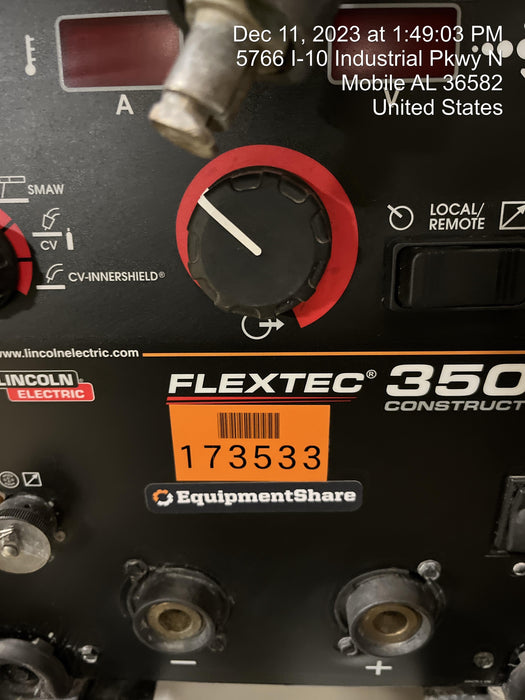 Dec 11, 2023 at 1:49:03 PM
5766 I-10 Industrial Pkwy N
Mobile AL 36582
United States
A
V
SMAW
CV
CV-INNERSHIELD®
LOCAL/
REMOTE
www.lincolnelectric.com
LINCOLN
ELECTRIC
FLEXTEC® 350
CONSTRUCT
173533
EquipmentShare
- +